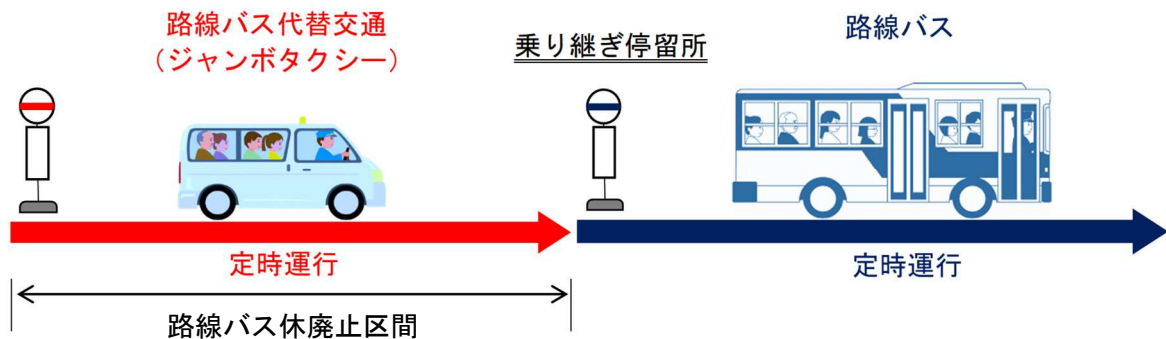 路線バス代替交通
（ジャンボタクシー）
乗り継ぎ停留所
路線バス
定時運行
定時運行
路線バス休廃止区間